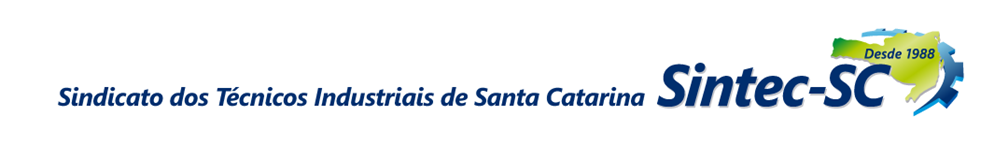 Desde 1988
Sindicato dos Técnicos Industriais de Santa Catarina Sintec-SC